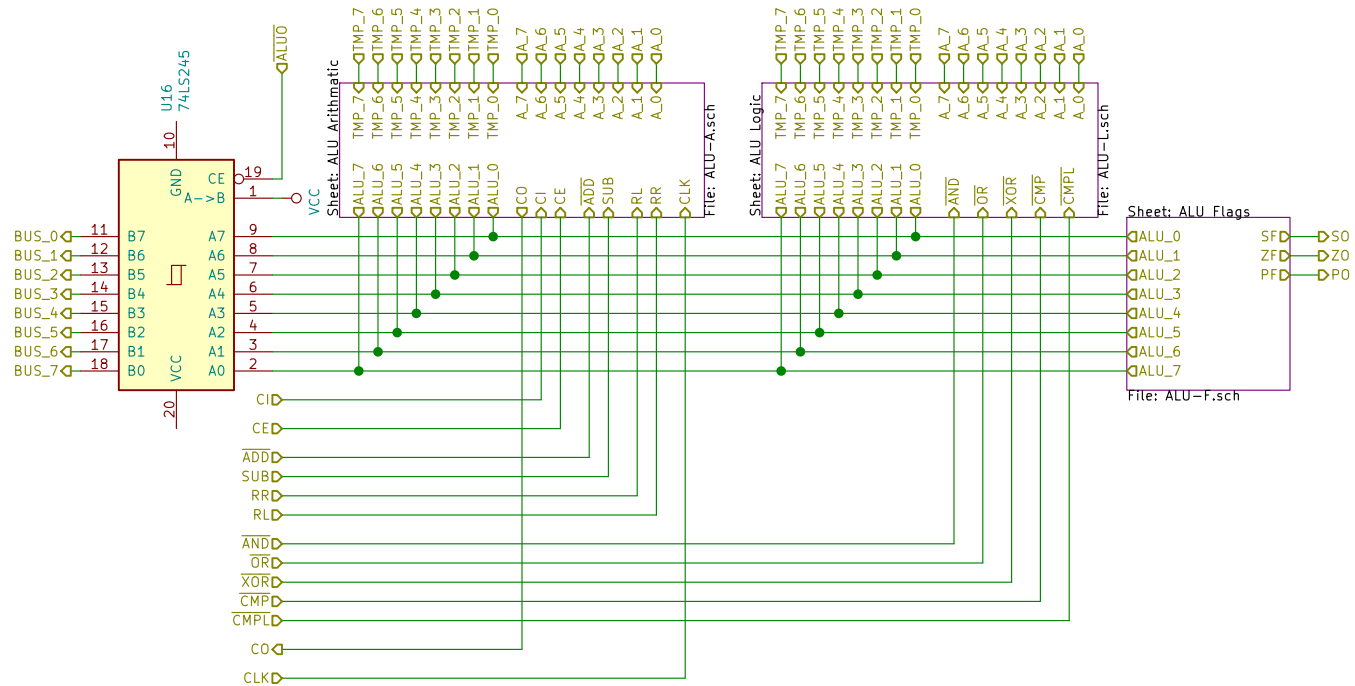 U16
74LS245
10
GND
CE
19
A->B
1
VCC
B7
11
BUS_0
A7
9
B6
12
BUS_1
A6
8
B5
13
BUS_2
A5
7
B4
14
BUS_3
A4
6
B3
15
BUS_4
A3
5
B2
16
BUS_5
A2
4
B1
17
BUS_6
A1
3
B0
18
BUS_7
A0
2
VCC
20
ALUO
Sheet: ALU Arithmatic
TMP_7
TMP_6
TMP_5
TMP_4
TMP_3
TMP_2
TMP_1
TMP_0
A_7
A_6
A_5
A_4
A_3
A_2
A_1
A_0
TMP_7
TMP_6
TMP_5
TMP_4
TMP_3
TMP_2
TMP_1
TMP_0
A_7
A_6
A_5
A_4
A_3
A_2
A_1
A_0
ALU_7
ALU_6
ALU_5
ALU_4
ALU_3
ALU_2
ALU_1
ALU_0
CO
CI
CE
ADD
SUB
RL
RR
CLK
File: ALU-A.sch
Sheet: ALU Logic
TMP_7
TMP_6
TMP_5
TMP_4
TMP_3
TMP_2
TMP_1
TMP_0
A_7
A_6
A_5
A_4
A_3
A_2
A_1
A_0
TMP_7
TMP_6
TMP_5
TMP_4
TMP_3
TMP_2
TMP_1
TMP_0
A_7
A_6
A_5
A_4
A_3
A_2
A_1
A_0
ALU_7
ALU_6
ALU_5
ALU_4
ALU_3
ALU_2
ALU_1
ALU_0
AND
OR
XOR
CMP
CMPL
File: ALU-L.sch
Sheet: ALU Flags
ALU_0
ALU_1
ALU_2
ALU_3
ALU_4
ALU_5
ALU_6
ALU_7
SF
SO
ZF
ZO
PF
PO
File: ALU-F.sch
CI
CE
ADD
SUB
RR
RL
AND
OR
XOR
CMP
CMPL
CO
CLK